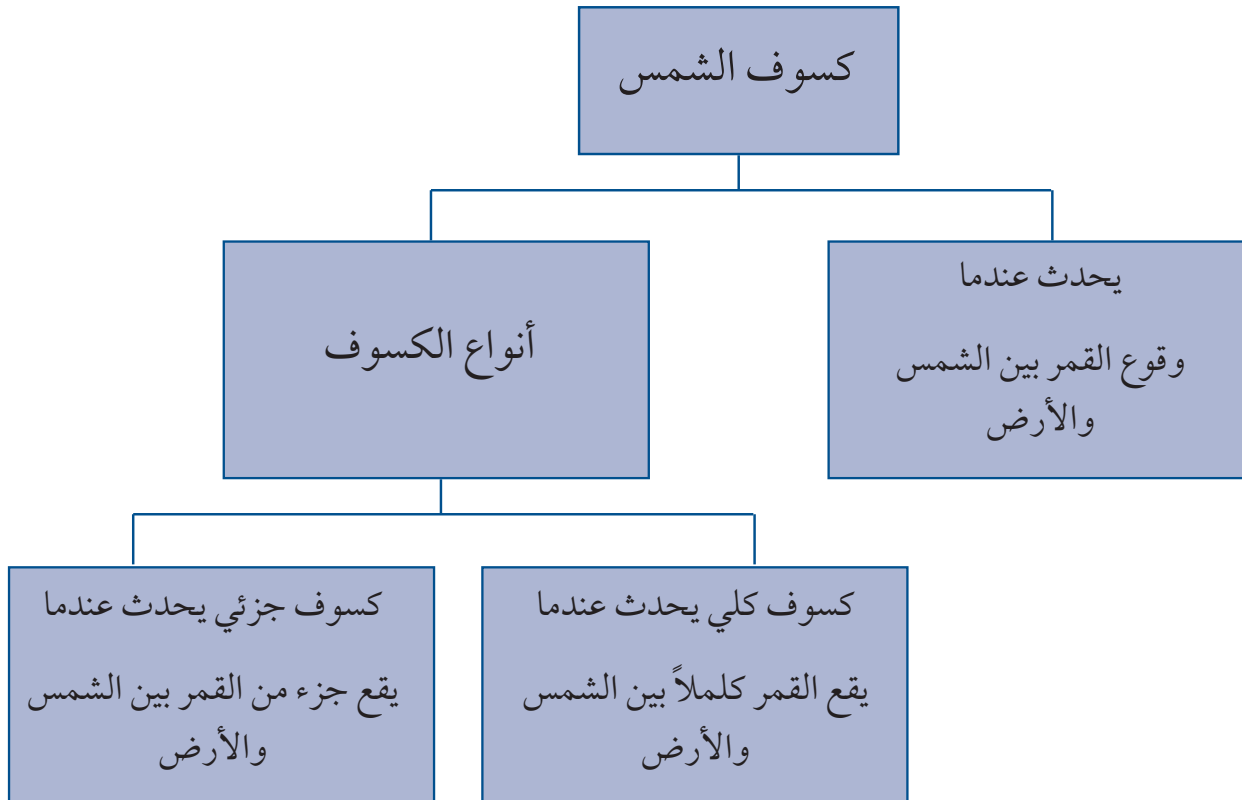 كسوف الشمس
يحدث عندما
وقوع القمر بين الشمس
والأرض
أنواع الكسوف
كسوف كلي يحدث عندما
يقع القمر كلملاً بين الشمس
والأرض
كسوف جزئي يحدث عندما
يقع جزء من القمر بين الشمس
والأرض